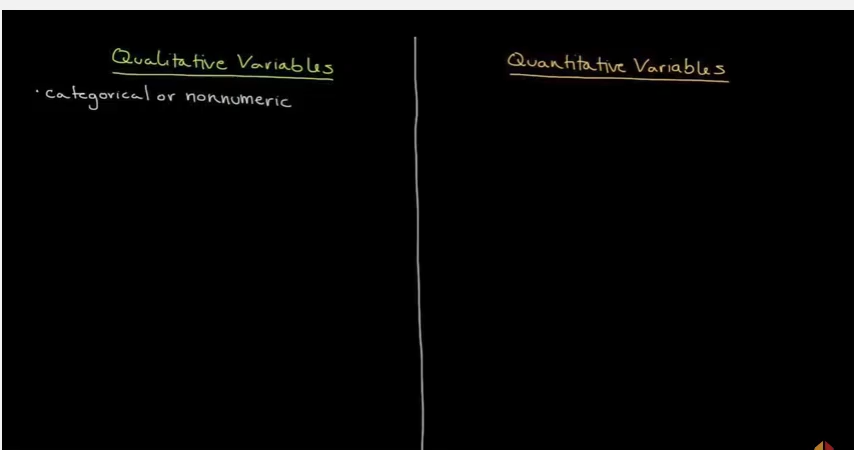 Qualitative Variables
· categorical or nonnumeric
Quantitative Variables